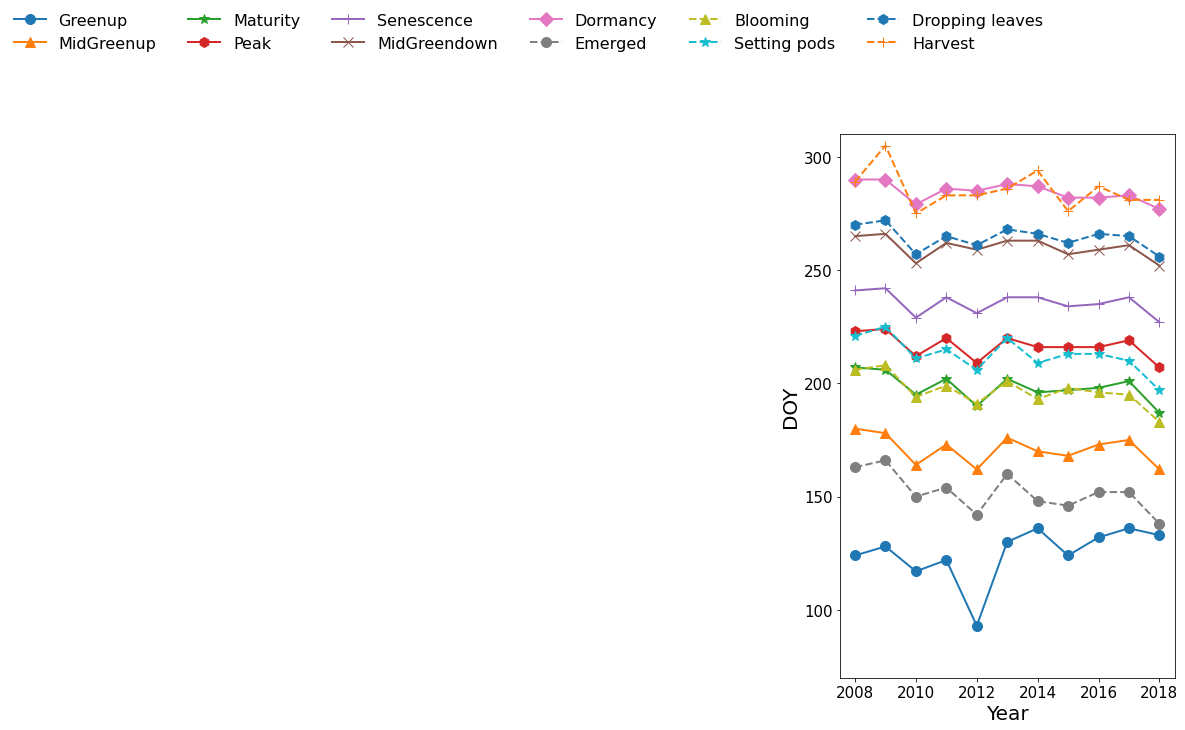 Greenup Maturity Senescence Dormancy Blooming Dropping leaves
MidGreenup Peak MidGreendown Emerged Setting pods Harvest
300
250
200
150
100
DOY
2008 2010 2012 2014 2016 2018
Year